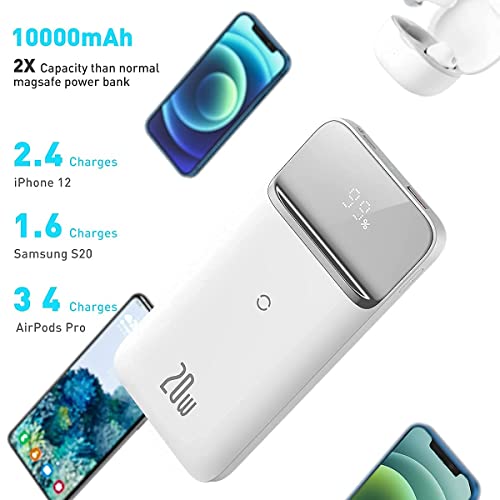 10000mAh
2X Capacity than normal
magsafe power bank
2.4 Charges
iPhone 12
1.6 Charges
Samsung S20
3 4 Charges
AirPods Pro
99%
20W